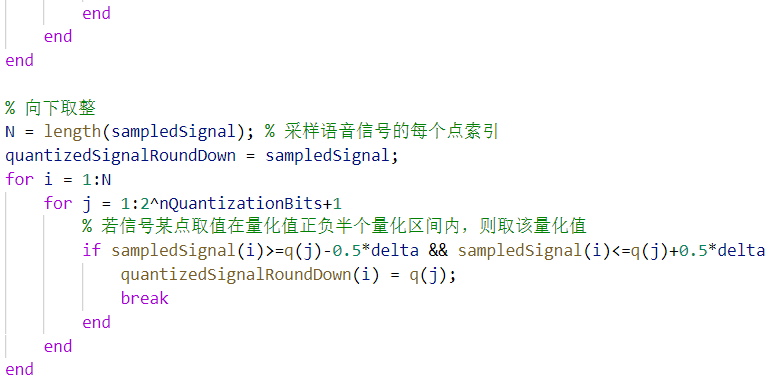 end
end
end
% 向下取整
N = length(sampledSignal); % 采样语音信号的每个点索引
quantizedSignalRoundDown = sampledSignal;
for i = 1:N
for j = 1:2^nQuantizationBits+1
% 若信号某点取值在量化值正负半个量化区间内，则取该量化值
if sampledSignal(i)>=q(j)-0.5*delta && sampledSignal(i)<=q(j)+0.5*delta
quantizedSignalRoundDown(i) = q(j);
break
end
end
end